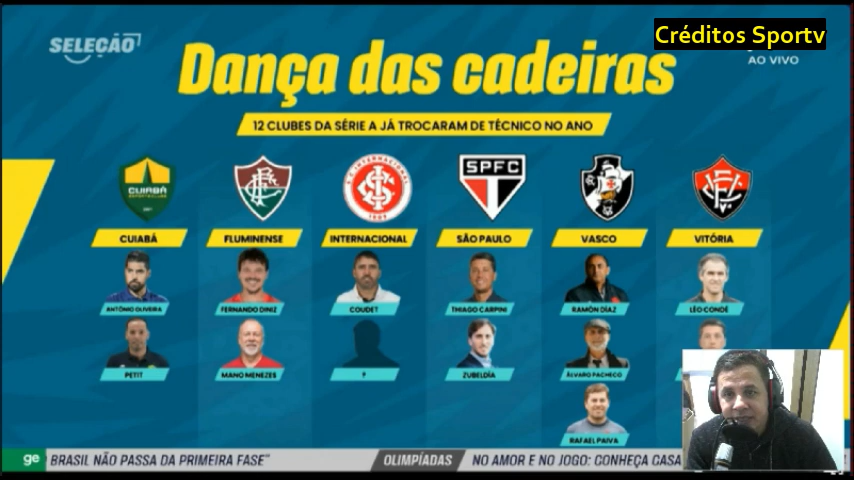 SELEÇÃO
Créditos Sportv
AO VIVO
Dança das cadeiras
12 CLUBES DA SÉRIE A JÁ TROCARAM DE TÉCNICO NO ANO
CUIABÁ
SPFC
CUIABÁ FLUMINENSE INTERNACIONAL SÃO PAULO VASCO VITÓRIA
ANTÔNIO OLIVEIRA FERNANDO DINIZ COUDET THIAGO CARPINI RAMÓN DÍAZ LÉO CONDÉ
PETIT MANO MENEZES ? ZUBELDÍA ÁLVARO PACHECO
RAFAEL PAIVA
ge BRASIL NÃO PASSA DA PRIMEIRA FASE" OLIMPÍADAS NO AMOR E NO JOGO: CONHEÇA CASA